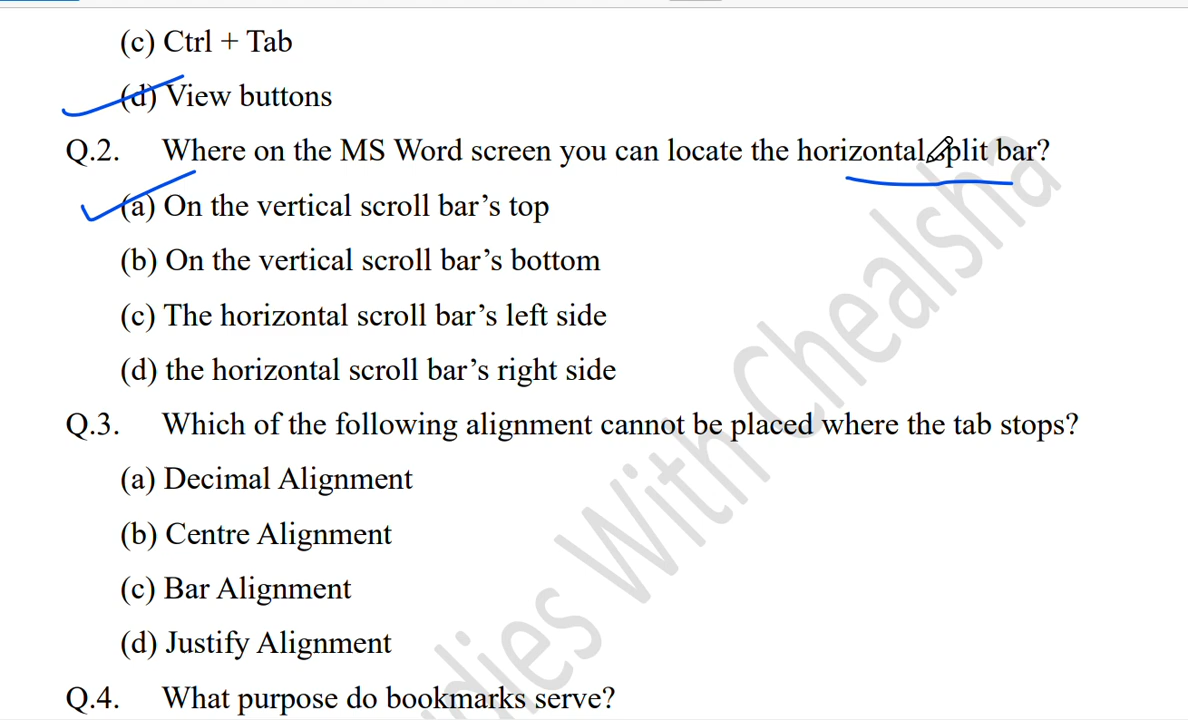 (c) Ctrl + Tab
(d) View buttons
Q.2. Where on the MS Word screen you can locate the horizontal split bar?
(a) On the vertical scroll bar’s top
(b) On the vertical scroll bar’s bottom
(c) The horizontal scroll bar’s left side
(d) the horizontal scroll bar’s right side
Q.3. Which of the following alignment cannot be placed where the tab stops?
(a) Decimal Alignment
(b) Centre Alignment
(c) Bar Alignment
(d) Justify Alignment
Q.4. What purpose do bookmarks serve?
With Chealsha